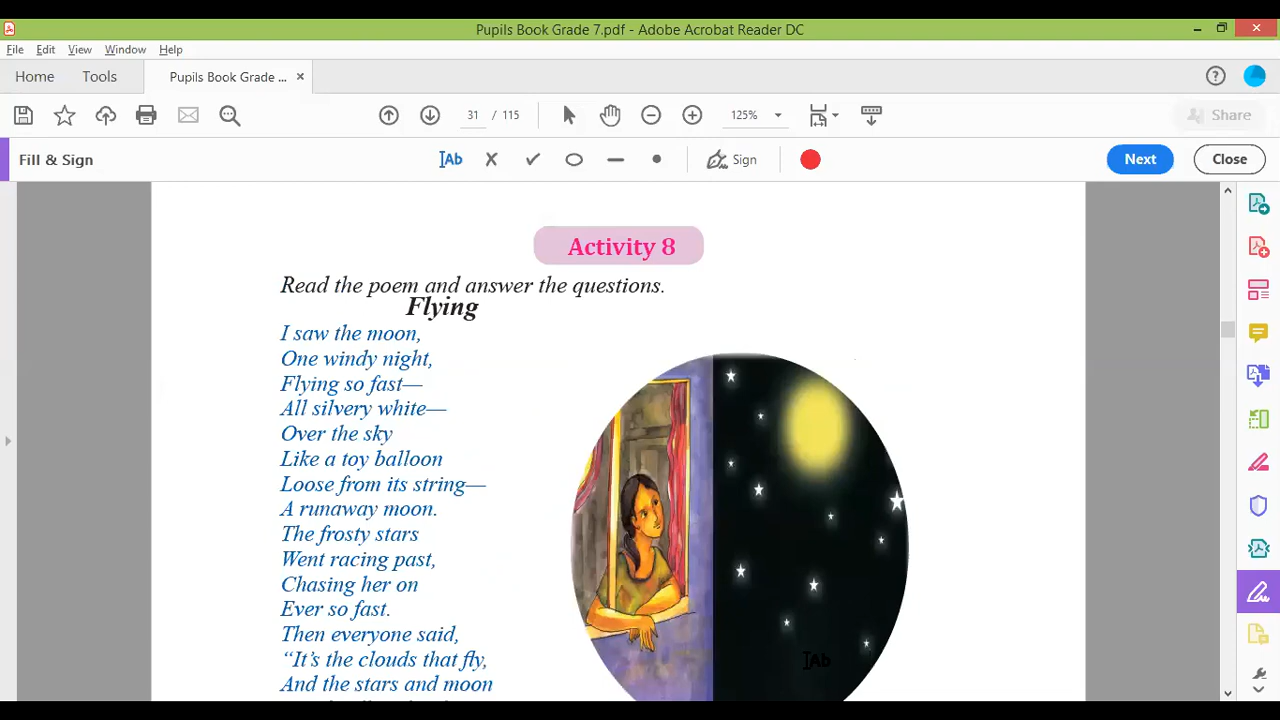 Pupils Book Grade 7.pdf - Adobe Acrobat Reader DC
File Edit View Window Help
Home Tools Pupils Book Grade ... ×
31 / 115 125% Share
Fill & Sign Ab Sign Next Close
Activity 8
Read the poem and answer the questions.
Flying
I saw the moon,
One windy night,
Flying so fast—
All silvery white—
Over the sky
Like a toy balloon
Loose from its string—
A runaway moon.
The frosty stars
Went racing past,
Chasing her on
Ever so fast.
Then everyone said,
“It’s the clouds that fly,
And the stars and moon
Ab